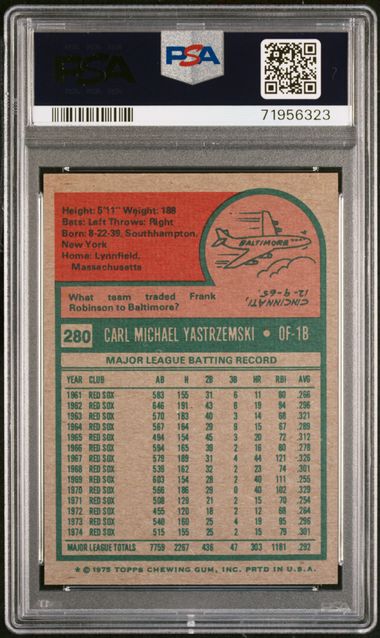 PSA
PSA
71956323
Height: 5'11" Weight: 188
Bats: Left Throws: Right
Born: 8-22-39, Southhampton,
New York
Home: Lynnfield,
Massachusetts
BALTIMORE
CINCINNATI,
12-9-65.
What team traded Frank
Robinson to Baltimore?
280 CARL MICHAEL YASTRZEMSKI • OF-1B
MAJOR LEAGUE BATTING RECORD
YEAR CLUB AB H 2B 3B HR RBI AVG
1961 RED SOX 583 155 31 6 11 80 .266
1962 RED SOX 646 191 43 6 19 94 .296
1963 RED SOX 570 183 40 3 14 68 .321
1964 RED SOX 567 164 29 9 15 67 .289
1965 RED SOX 494 154 45 3 20 72 .312
1966 RED SOX 594 165 39 2 16 80 .278
1967 RED SOX 579 189 31 4 44 121 .326
1968 RED SOX 539 162 32 2 23 74 .301
1969 RED SOX 603 154 28 2 40 111 .255
1970 RED SOX 566 186 29 0 40 102 .329
1971 RED SOX 508 129 21 2 15 70 .254
1972 RED SOX 455 120 18 2 12 68 .264
1973 RED SOX 540 160 25 4 19 95 .296
1974 RED SOX 515 155 25 2 15 79 .301
MAJOR LEAGUE TOTALS 7759 2267 436 47 303 1181 .292
* © 1975 TOPPS CHEWING GUM, INC. PRTD IN U.S.A.